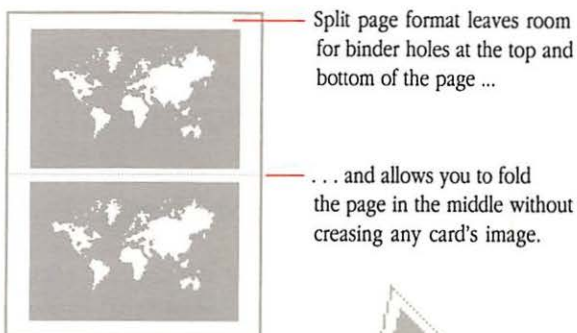 Split page format leaves room
for binder holes at the top and
bottom of the page ...
. . . and allows you to fold
the page in the middle without
creasing any card's image.